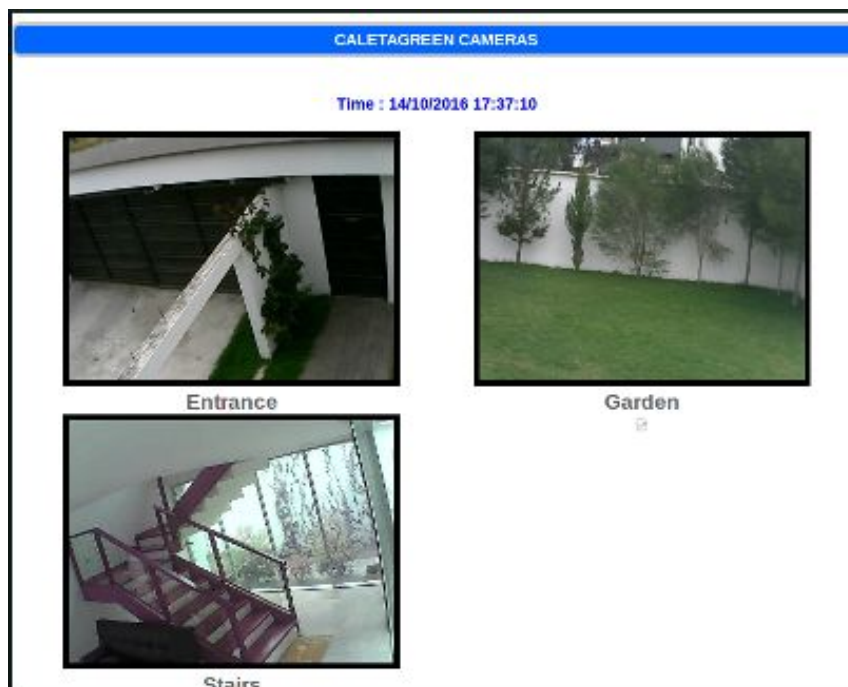 CALETAGREEN CAMERAS
Time : 14/10/2016 17:37:10
Entrance
Garden
Stairs